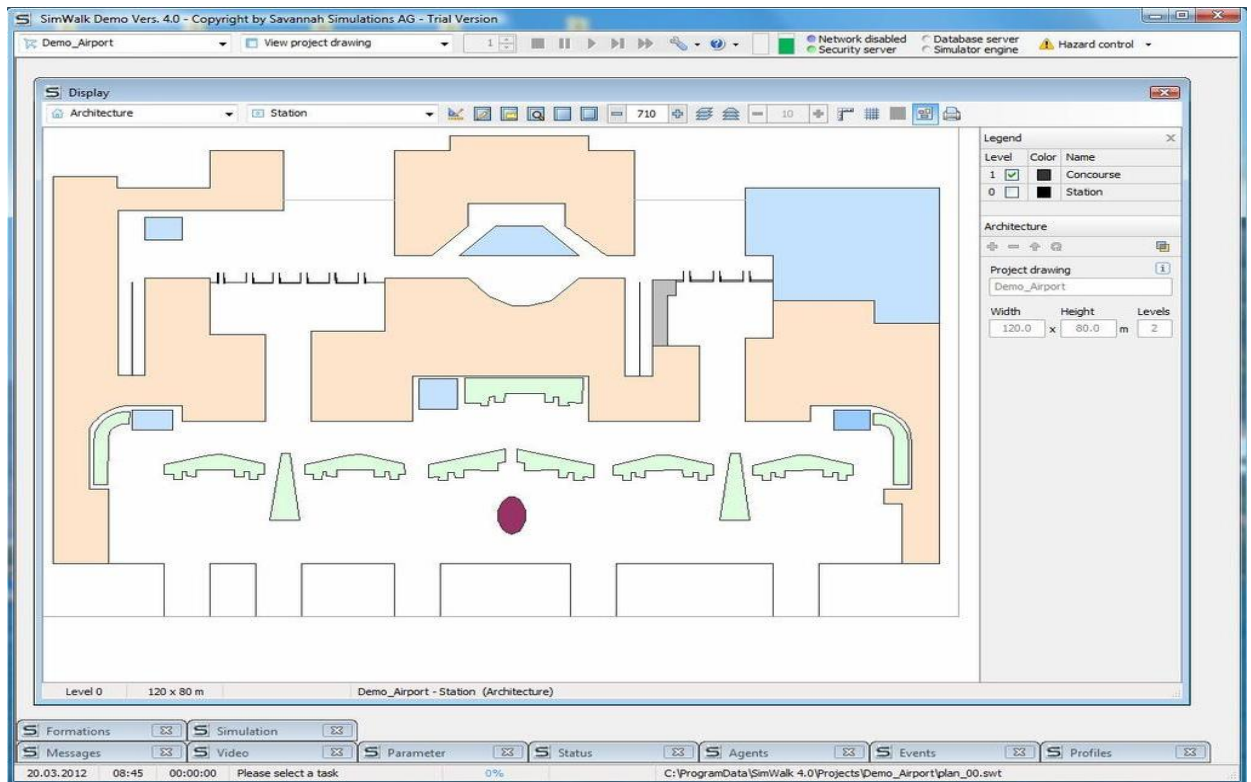 SimWalk Demo Vers. 4.0 - Copyright by Savannah Simulations AG - Trial Version
Demo_Airport View project drawing 1 Network disabled Database server Hazard control
Security server Simulator engine
Display
Architecture Station 710 10
Legend
Level Color Name
1 Concourse
0 Station
Architecture
Project drawing
Demo_Airport
Width Height Levels
120.0 x 80.0 m 2
Level 0 120 x 80 m Demo_Airport - Station (Architecture)
Formations Simulation
Messages Video Parameter Status Agents Events Profiles
20.03.2012 08:45 00:00:00 Please select a task 0% C:\ProgramData\SimWalk 4.0\Projects\Demo_Airport\plan_00.swt